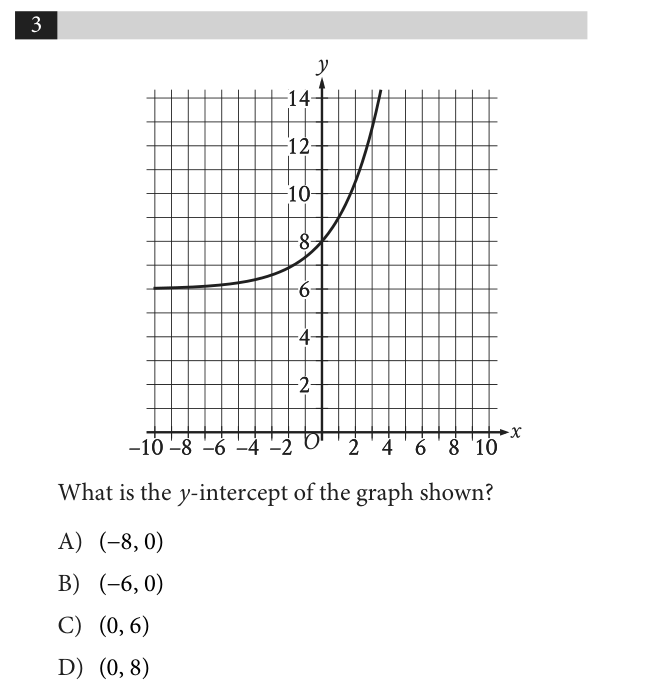 3
y
14
12
10
8
6
4
2
–10 –8 –6 –4 –2 O 2 4 6 8 10 x
What is the y-intercept of the graph shown?
A) (–8, 0)
B) (–6, 0)
C) (0, 6)
D) (0, 8)